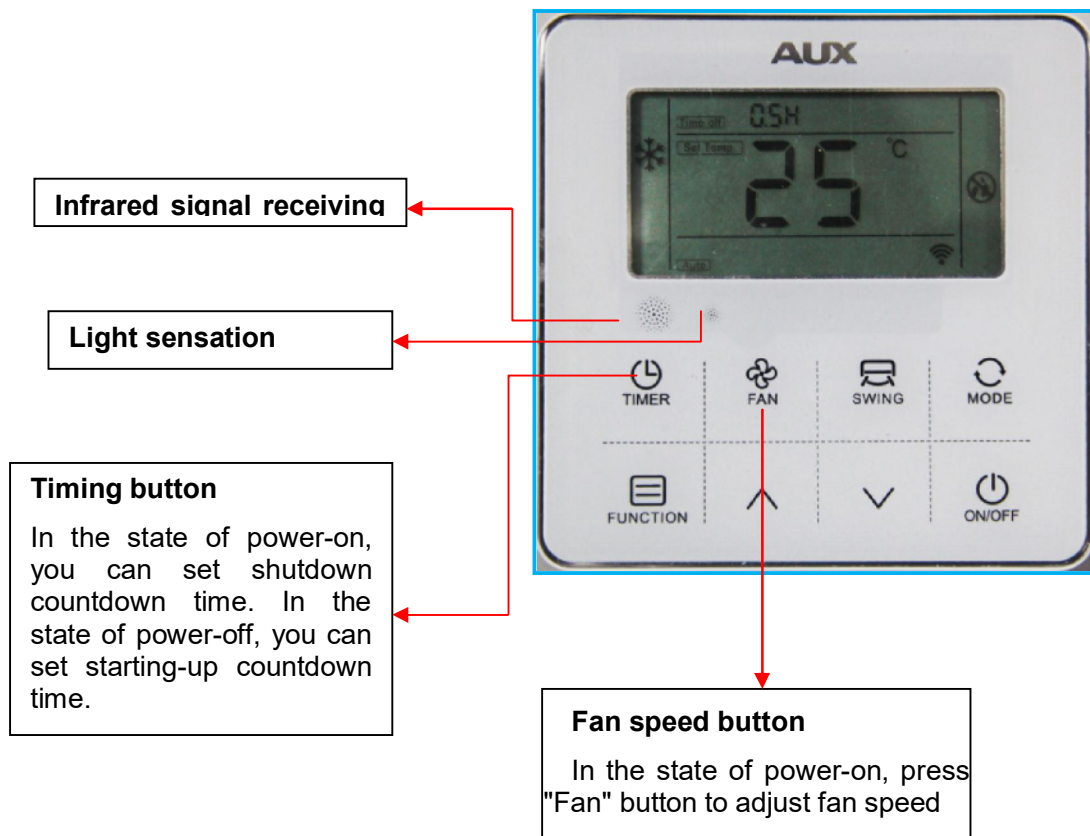 AUX
Time off 0.5H
Set Temp. 25 °C
Auto
Infrared signal receiving
Light sensation
TIMER FAN SWING MODE
FUNCTION ON/OFF
Timing button
In the state of power-on,
you can set shutdown
countdown time. In the
state of power-off, you can
set starting-up countdown
time.
Fan speed button
In the state of power-on, press
"Fan" button to adjust fan speed